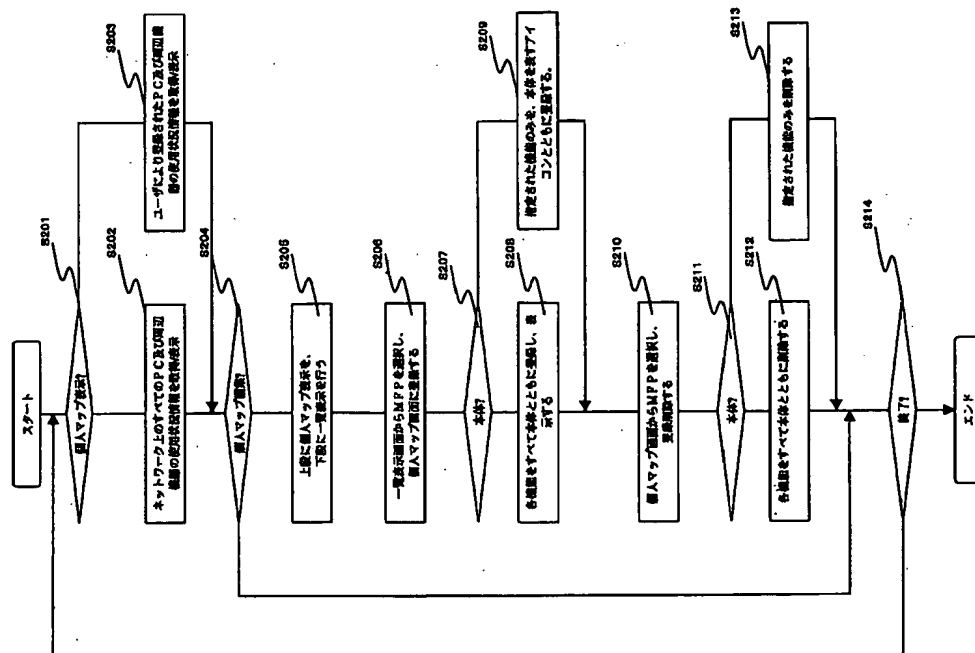 スタート
S201
個人マップ表示?
S202
ネットワーク上のすべてのPC及び周辺
機器の使用状況情報を取得/表示
S203
ユーザにより登録されたPC及び周辺機
器の使用状況情報を取得/表示
S204
個人マップ編集?
S205
上段に個人マップ表示を、
下段に一覧表示を行う
S206
一覧表示画面からMFPを選択し、
個人マップ画面に登録する
S207
本体?
S208
各機能をすべて本体とともに登録し、表
示する
S209
指定された機能のみを、本体を表すアイ
コンとともに登録する。
S210
個人マップ画面からMFPを選択し、
登録削除する
S211
本体?
S212
各機能をすべて本体とともに削除する
S213
指定された機能のみを削除する
S214
終了?
エンド